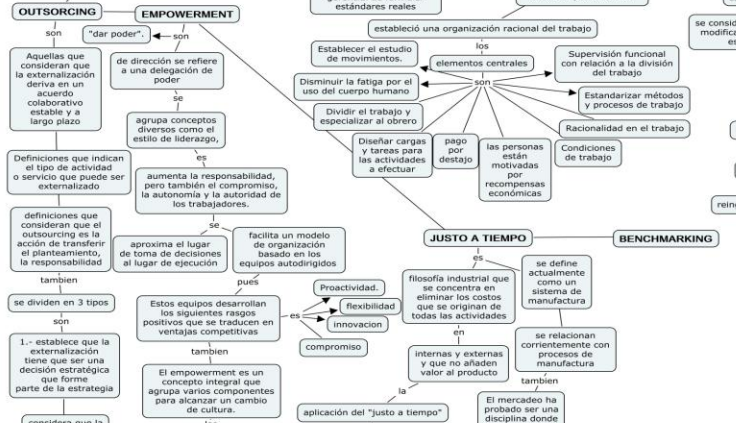 OUTSORCING
son
Aquellas que
consideran que
la externalización
deriva en un
acuerdo
colaborativo
estable y a
largo plazo
Definiciones que indican
el tipo de actividad
o servicio que puede ser
externalizado
definiciones que
consideran que el
outsorcing es la
acción de transferir
el planteamiento,
la responsabilidad
tambien
se dividen en 3 tipos
son
1.- establece que la
externalización
tiene que ser una
decisión estratégica
que forme
parte de la estrategia
considera que la
EMPOWERMENT
son
"dar poder".
de dirección se refiere
a una delegación de
poder
se
agrupa conceptos
diversos como el
estilo de liderazgo,
es
aumenta la responsabilidad,
pero también el compromiso,
la autonomía y la autoridad de
los trabajadores.
se
aproxima el lugar
de toma de decisiones
al lugar de ejecución
facilita un modelo
de organización
basado en los
equipos autodirigidos
pues
Estos equipos desarrollan
los siguientes rasgos
positivos que se traducen en
ventajas competitivas
es
Proactividad.
flexibilidad
innovacion
compromiso
tambien
El empowerment es un
concepto integral que
agrupa varios componentes
para alcanzar un cambio
de cultura.
estándares reales
estableció una organización racional del trabajo
los
elementos centrales
son
Establecer el estudio
de movimientos.
Disminuir la fatiga por el
uso del cuerpo humano
Dividir el trabajo y
especializar al obrero
Diseñar cargas
y tareas para
las actividades
a efectuar
pago
por
destajo
las personas
están
motivadas
por
recompensas
económicas
Condiciones
de trabajo
Racionalidad en el trabajo
Estandarizar métodos
y procesos de trabajo
Supervisión funcional
con relación a la división
del trabajo
JUSTO A TIEMPO
BENCHMARKING
es
filosofía industrial que
se concentra en
eliminar los costos
que se originan de
todas las actividades
en
internas y externas
y que no añaden
valor al producto
la
aplicación del "justo a tiempo"
se define
actualmente
como un
sistema de
manufactura
se relacionan
corrientemente con
procesos de
manufactura
tambien
El mercadeo ha
probado ser una
disciplina donde